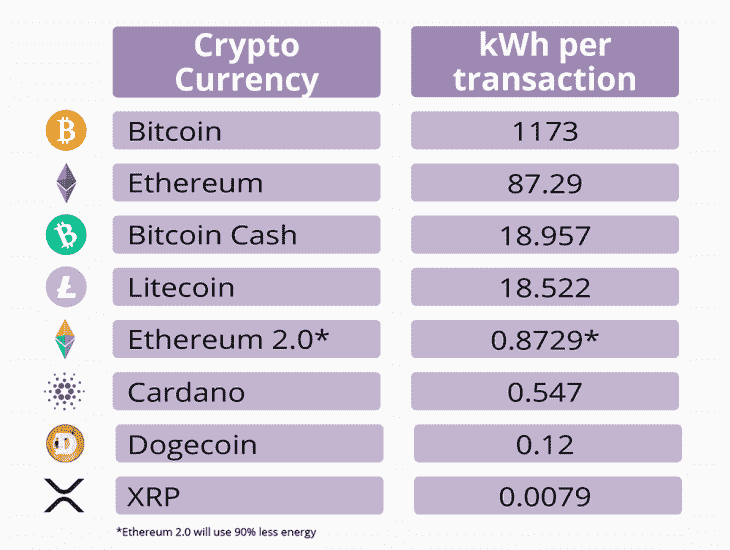 Crypto
Currency
kWh per
transaction
Bitcoin 1173
Ethereum 87.29
Bitcoin Cash 18.957
Litecoin 18.522
Ethereum 2.0* 0.8729*
Cardano 0.547
Dogecoin 0.12
XRP 0.0079
*Ethereum 2.0 will use 90% less energy